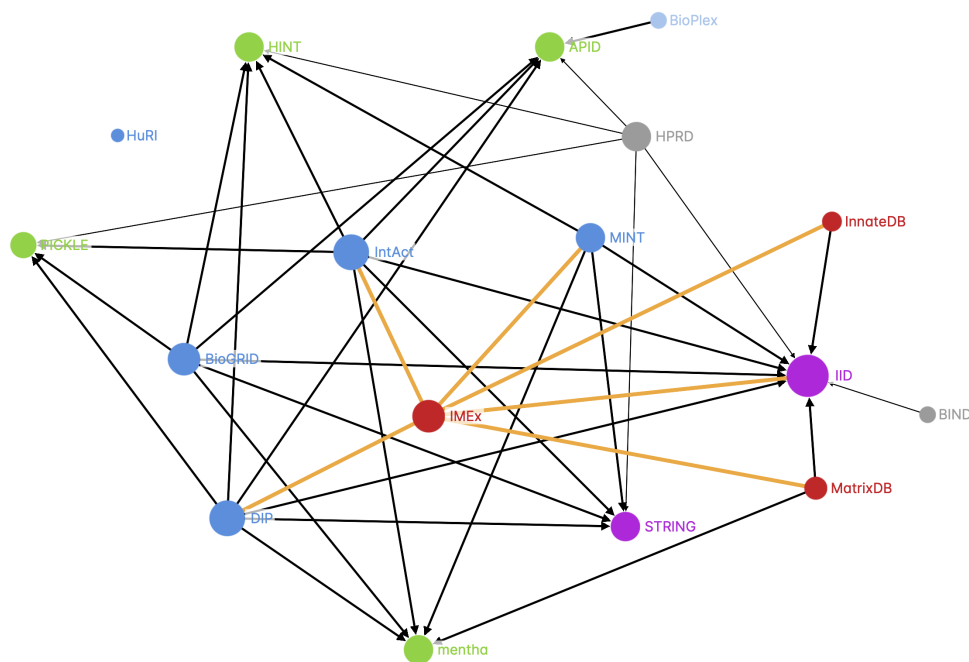 BioPlex
HINT
APID
HuRI
HPRD
InnateDB
MINT
PICKLE
IntAct
BioGRID
IID
IMEx
BIND
MatrixDB
DIP
STRING
mentha